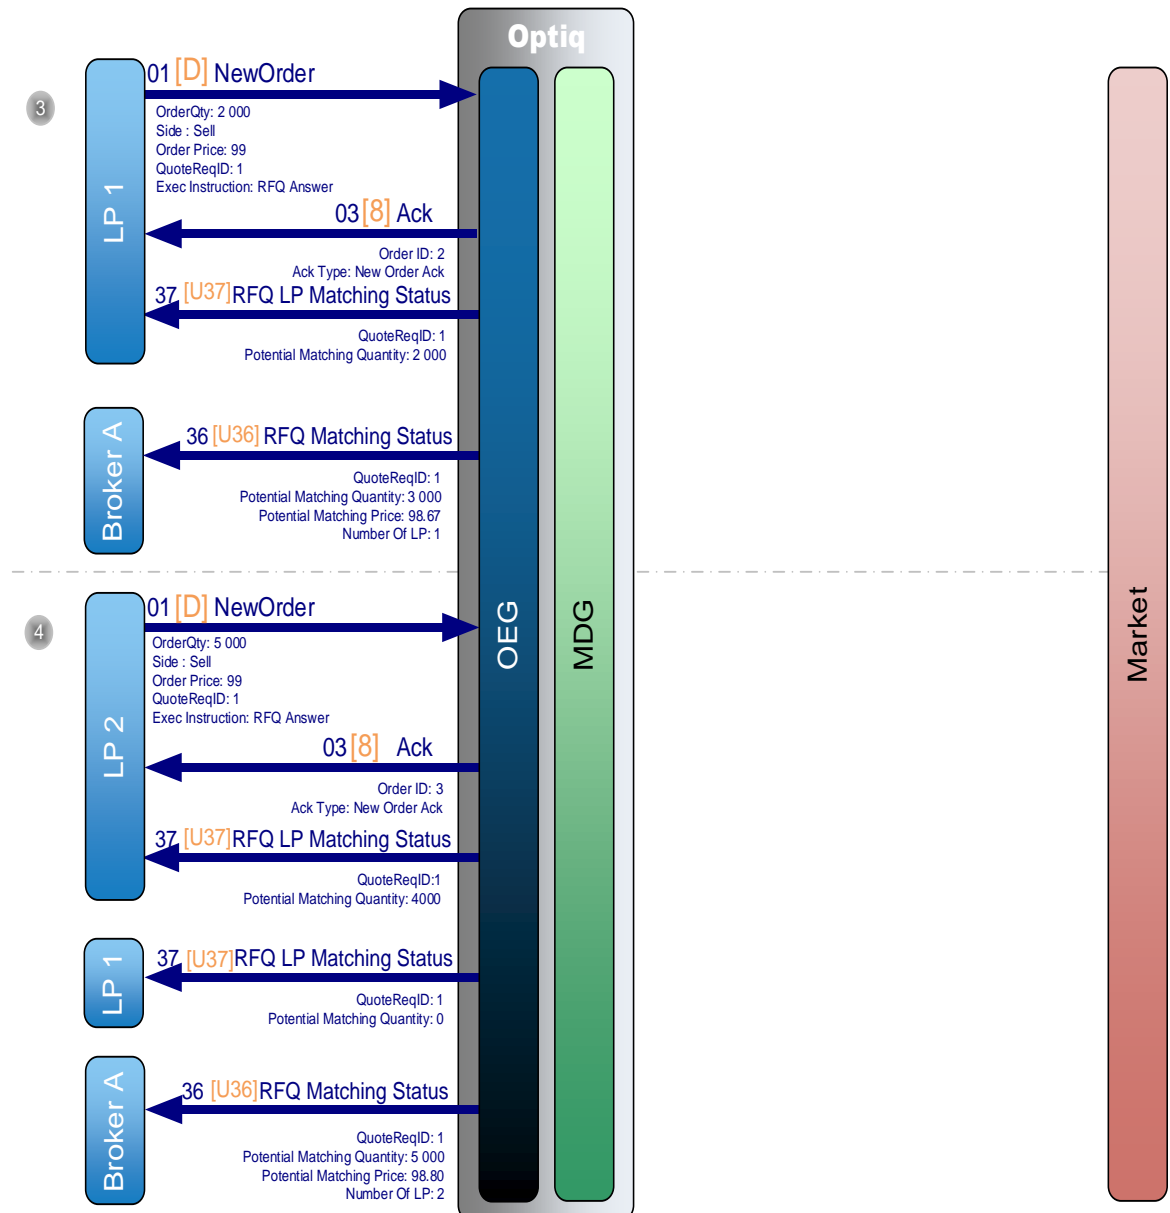 Optiq
3
LP 1
01 [D] NewOrder
OrderQty: 2 000
Side : Sell
Order Price: 99
QuoteReqID: 1
Exec Instruction: RFQ Answer
03 [8] Ack
Order ID: 2
Ack Type: New Order Ack
37 [U37] RFQ LP Matching Status
QuoteReqID: 1
Potential Matching Quantity: 2 000
Broker A
36 [U36] RFQ Matching Status
QuoteReqID: 1
Potential Matching Quantity: 3 000
Potential Matching Price: 98.67
Number Of LP: 1
OEG
MDG
Market
4
LP 2
01 [D] NewOrder
OrderQty: 5 000
Side : Sell
Order Price: 99
QuoteReqID: 1
Exec Instruction: RFQ Answer
03 [8] Ack
Order ID: 3
Ack Type: New Order Ack
37 [U37] RFQ LP Matching Status
QuoteReqID:1
Potential Matching Quantity: 4000
LP 1
37 [U37] RFQ LP Matching Status
QuoteReqID: 1
Potential Matching Quantity: 0
Broker A
36 [U36] RFQ Matching Status
QuoteReqID: 1
Potential Matching Quantity: 5 000
Potential Matching Price: 98.80
Number Of LP: 2